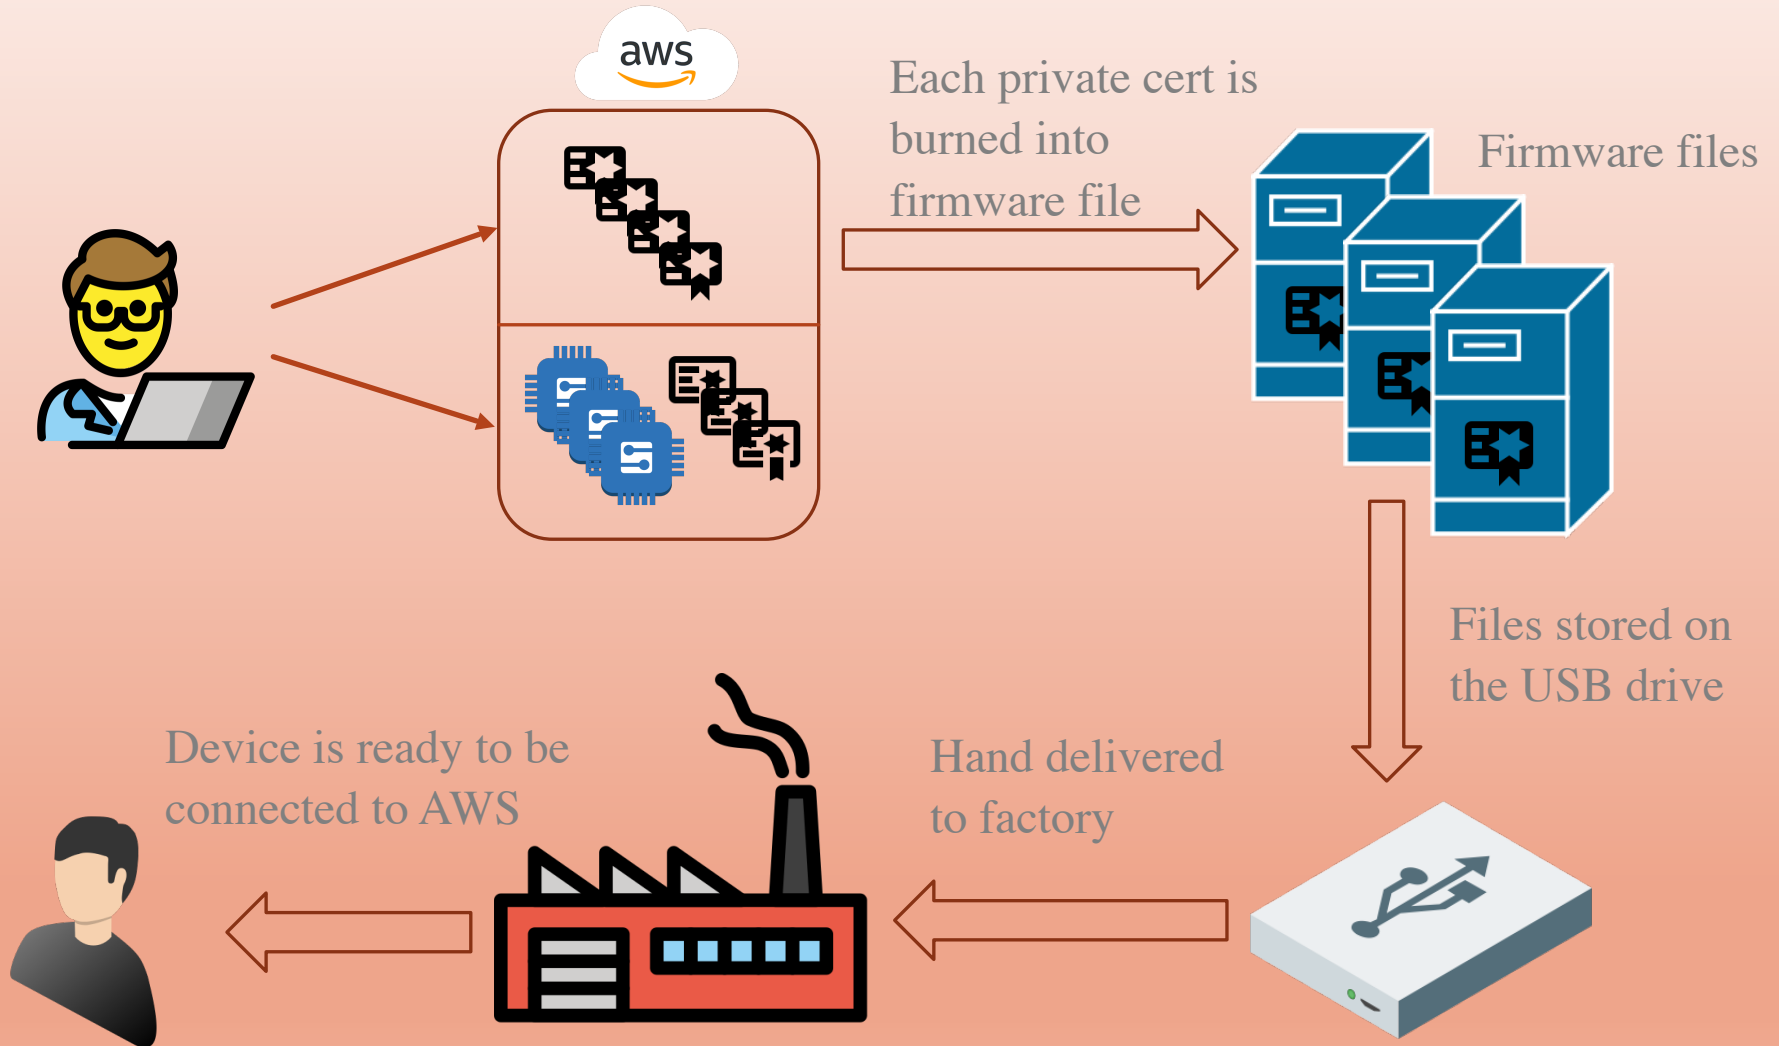 aws
Each private cert is
burned into
firmware file
Firmware files
Files stored on
the USB drive
Hand delivered
to factory
Device is ready to be
connected to AWS